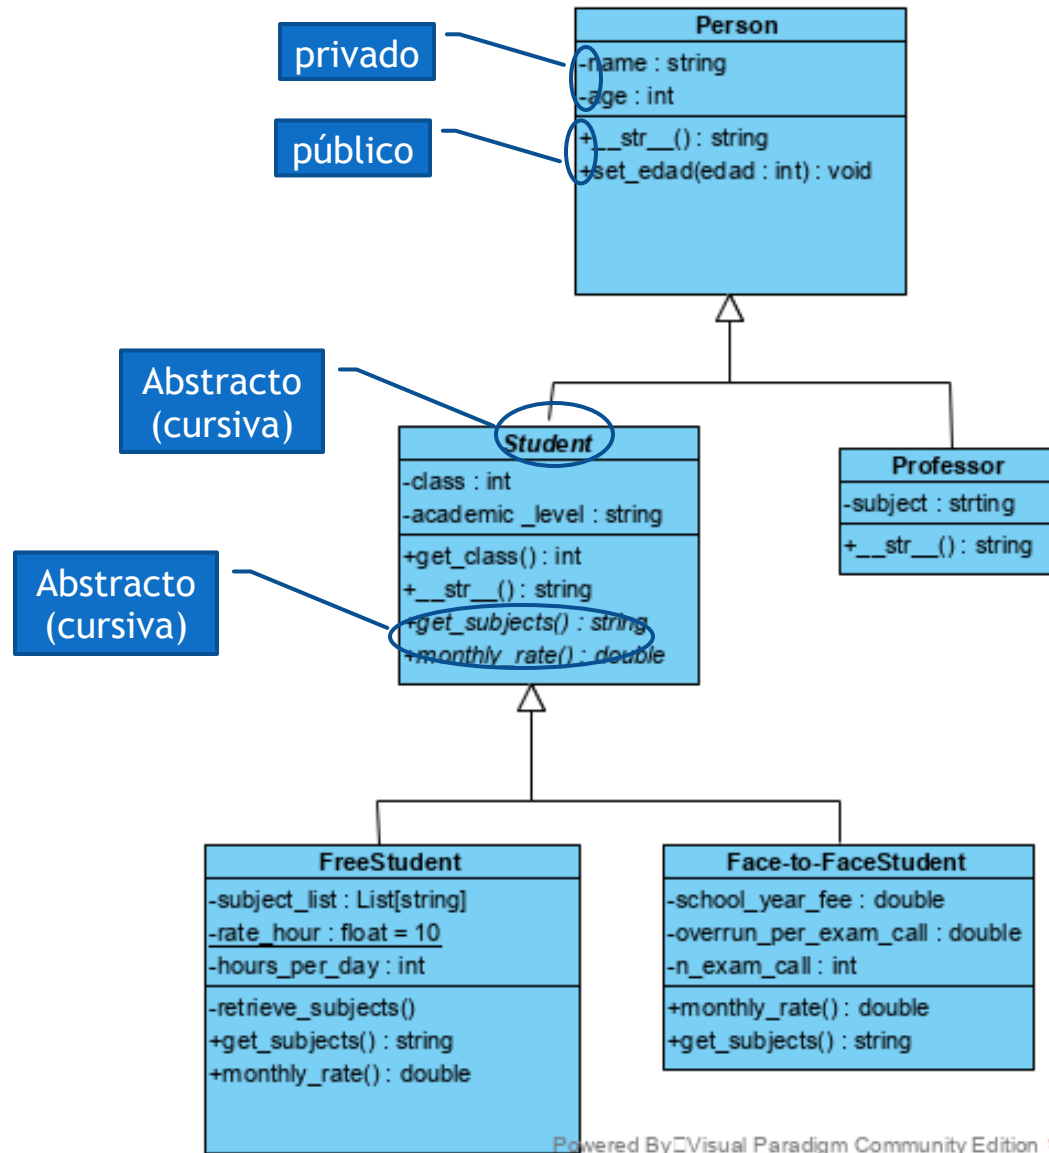 Person
privado
-name : string
-age : int
público
+__str__() : string
+set_edad(edad : int) : void
Abstracto
(cursiva)
Student
-class : int
-academic _level : string
+get_class() : int
+__str__() : string
+get_subjects() : string
+monthly_rate() : double
Abstracto
(cursiva)
Professor
-subject : strting
+__str__() : string
FreeStudent
-subject_list : List[string]
-rate_hour : float = 10
-hours_per_day : int
-retrieve_subjects()
+get_subjects() : string
+monthly_rate() : double
Face-to-FaceStudent
-school_year_fee : double
-overrun_per_exam_call : double
-n_exam_call : int
+monthly_rate() : double
+get_subjects() : string
Powered By□Visual Paradigm Community Edition